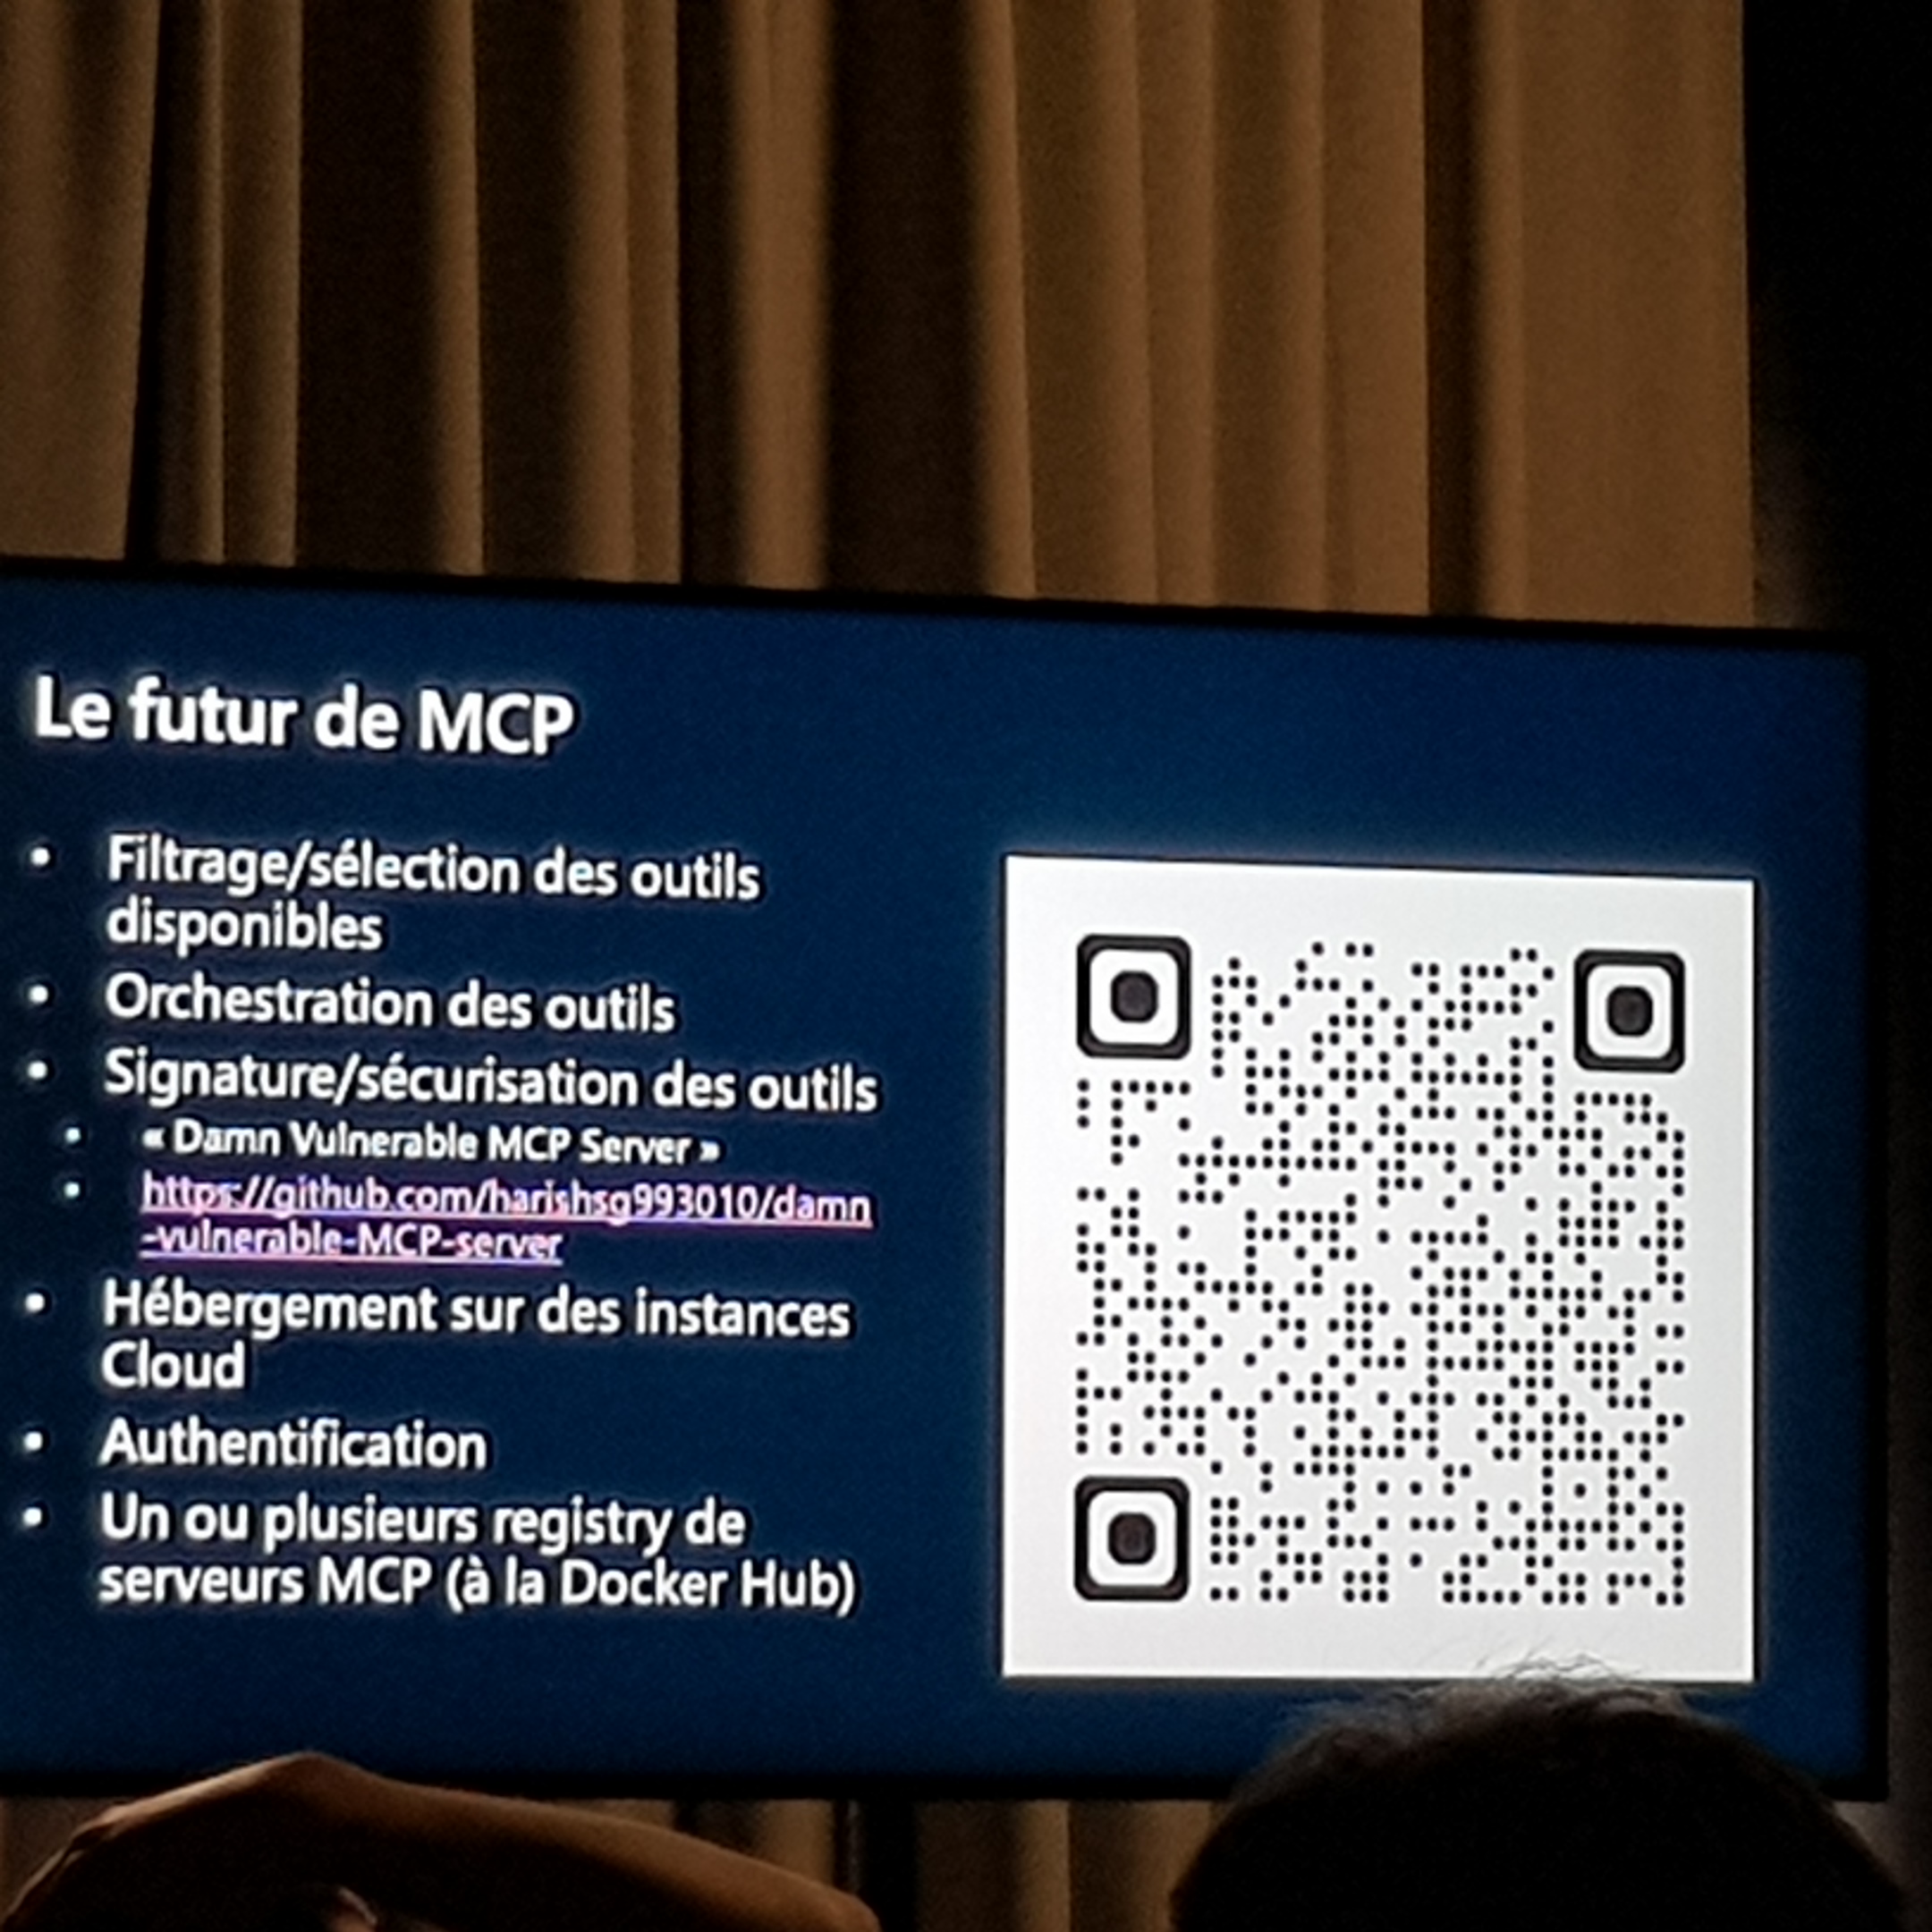 Le futur de MCP
• Filtrage/sélection des outils
disponibles
• Orchestration des outils
• Signature/sécurisation des outils
• « Damn Vulnerable MCP Server »
• https://github.com/harishsg993010/damn
-vulnerable-MCP-server
• Hébergement sur des instances
Cloud
• Authentification
• Un ou plusieurs registry de
serveurs MCP (à la Docker Hub)